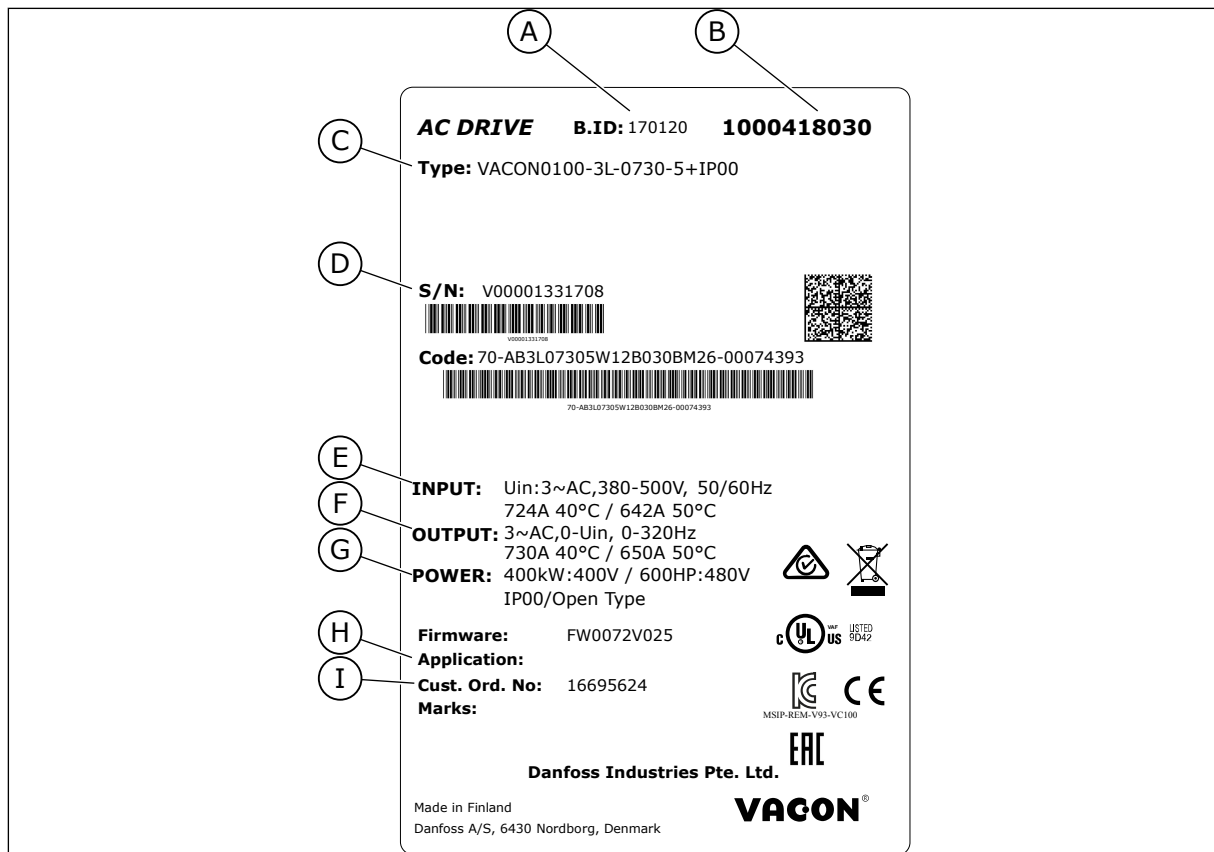 A
B
AC DRIVE B.ID: 170120 1000418030
C
Type: VACON0100-3L-0730-5+IP00
D
S/N: V00001331708
V00001331708
Code: 70-AB3L07305W12B030BM26-00074393
70-AB3L07305W12B030BM26-00074393
E
INPUT: Uin:3~AC,380-500V, 50/60Hz
724A 40°C / 642A 50°C
F
OUTPUT: 3~AC,0-Uin, 0-320Hz
730A 40°C / 650A 50°C
G
POWER: 400kW:400V / 600HP:480V
IP00/Open Type
H
Firmware: FW0072V025
Application:
I
Cust. Ord. No: 16695624
Marks:
C UL US VAF LISTED
9D42
KC CE
MSIP-REM-V93-VC100
EAC
Danfoss Industries Pte. Ltd.
Made in Finland
Danfoss A/S, 6430 Nordborg, Denmark
VACON®